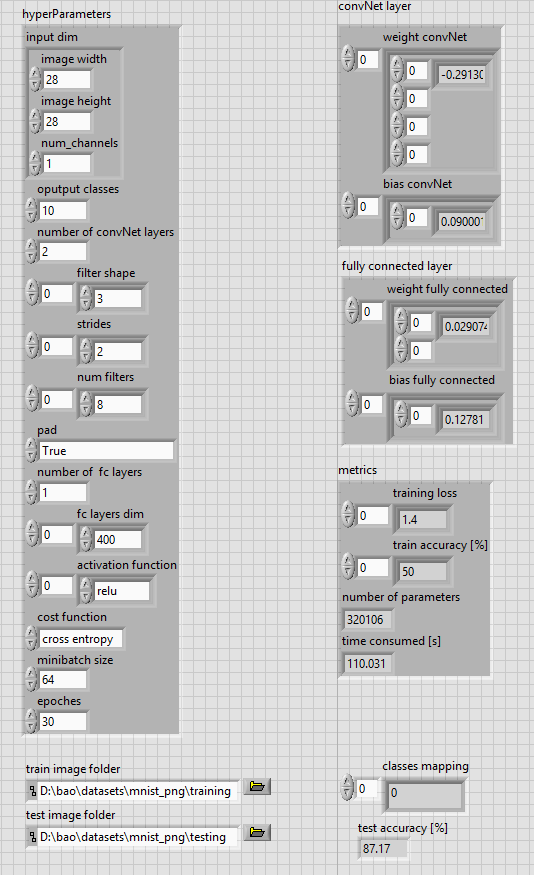 hyperParameters
input dim
image width
28
image height
28
num_channels
1
oputput classes
10
number of convNet layers
2
filter shape
0 3
strides
0 2
num filters
0 8
pad
True
number of  fc layers
1
fc layers dim
0 400
activation function
0 relu
cost function
cross entropy
minibatch size
64
epoches
30
train image folder
D:\bao\datasets\mnist_png\training
test image folder
D:\bao\datasets\mnist_png\testing
convNet layer
weight convNet
0 0 -0.2913(
0
0
0
bias convNet
0 0 0.09000
fully connected layer
weight fully connected
0 0 0.029074
0
bias fully connected
0 0 0.12781
metrics
training loss
0 1.4
train accuracy [%]
0 50
number of parameters
320106
time consumed [s]
110.031
classes mapping
0 0
test accuracy [%]
87.17